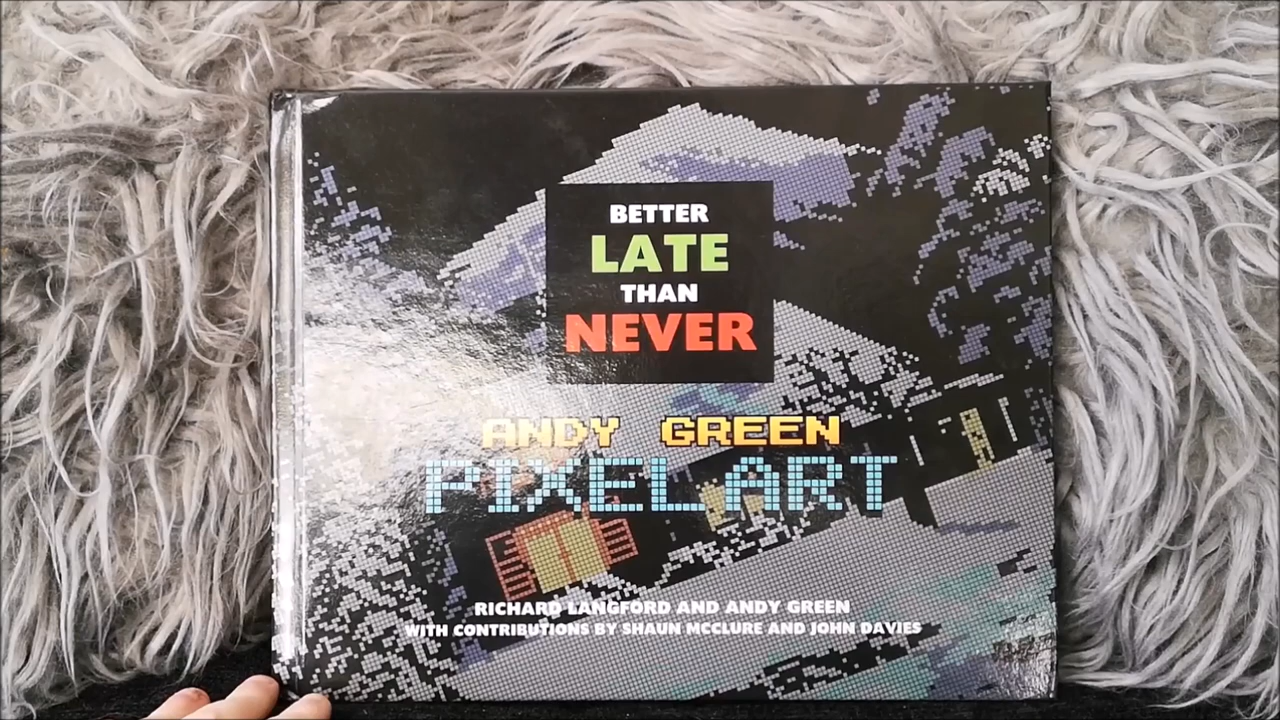 BETTER
LATE
THAN
NEVER
ANDY GREEN
PIXEL ART
RICHARD LANGFORD AND ANDY GREEN
WITH CONTRIBUTIONS BY SHAUN MCCLURE AND JOHN DAVIES